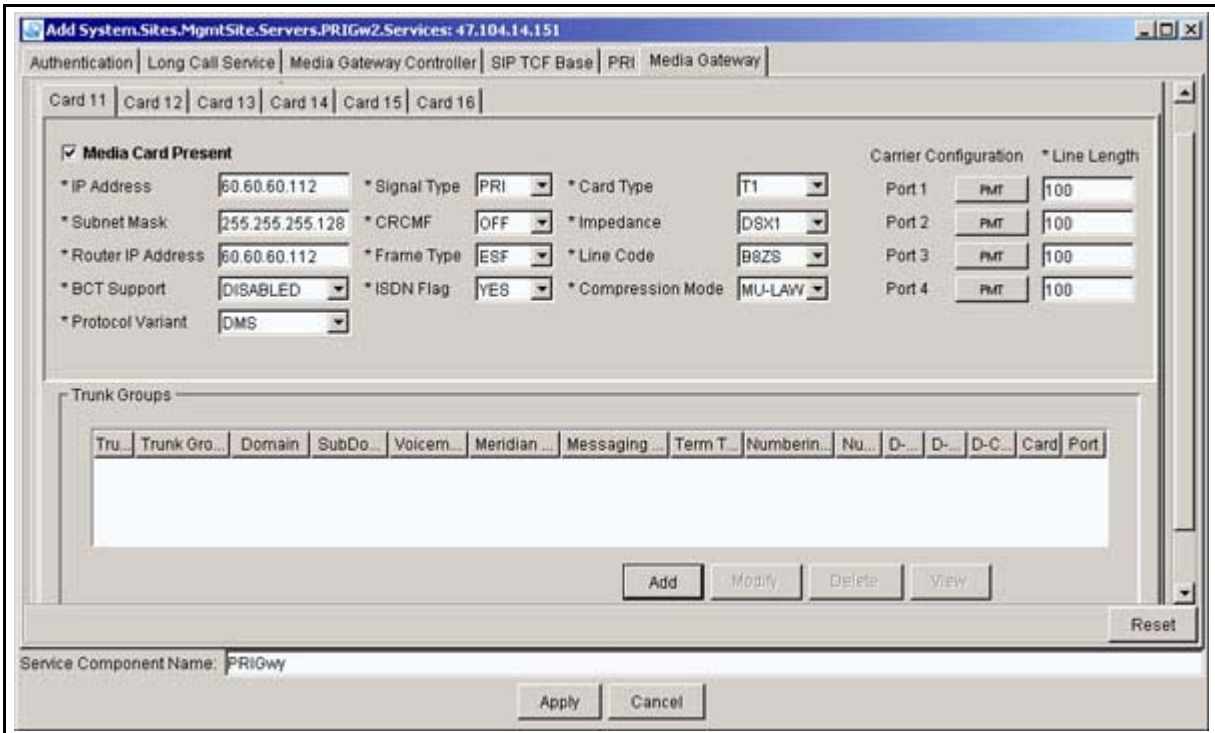 Add System.Sites.MgmtSite.Servers.PRIGw2.Services: 47.104.14.151
Authentication Long Call Service Media Gateway Controller SIP TCF Base PRI Media Gateway
Card 11 Card 12 Card 13 Card 14 Card 15 Card 16
Media Card Present Carrier Configuration * Line Length
* IP Address 60.60.60.112 * Signal Type PRI * Card Type T1 Port 1 PMT 100
* Subnet Mask 255.255.255.128 * CRCMF OFF * Impedance DSX1 Port 2 PMT 100
* Router IP Address 60.60.60.112 * Frame Type ESF * Line Code B8ZS Port 3 PMT 100
* BCT Support DISABLED * ISDN Flag YES * Compression Mode MU-LAW Port 4 PMT 100
* Protocol Variant DMS
Trunk Groups
Tru... Trunk Gro... Domain SubDo... Voicem... Meridian ... Messaging ... Term T... Numberin... Nu... D-... D-... D-C... Card Port
Add Modify Delete View
Reset
Service Component Name: PRIGwy
Apply Cancel